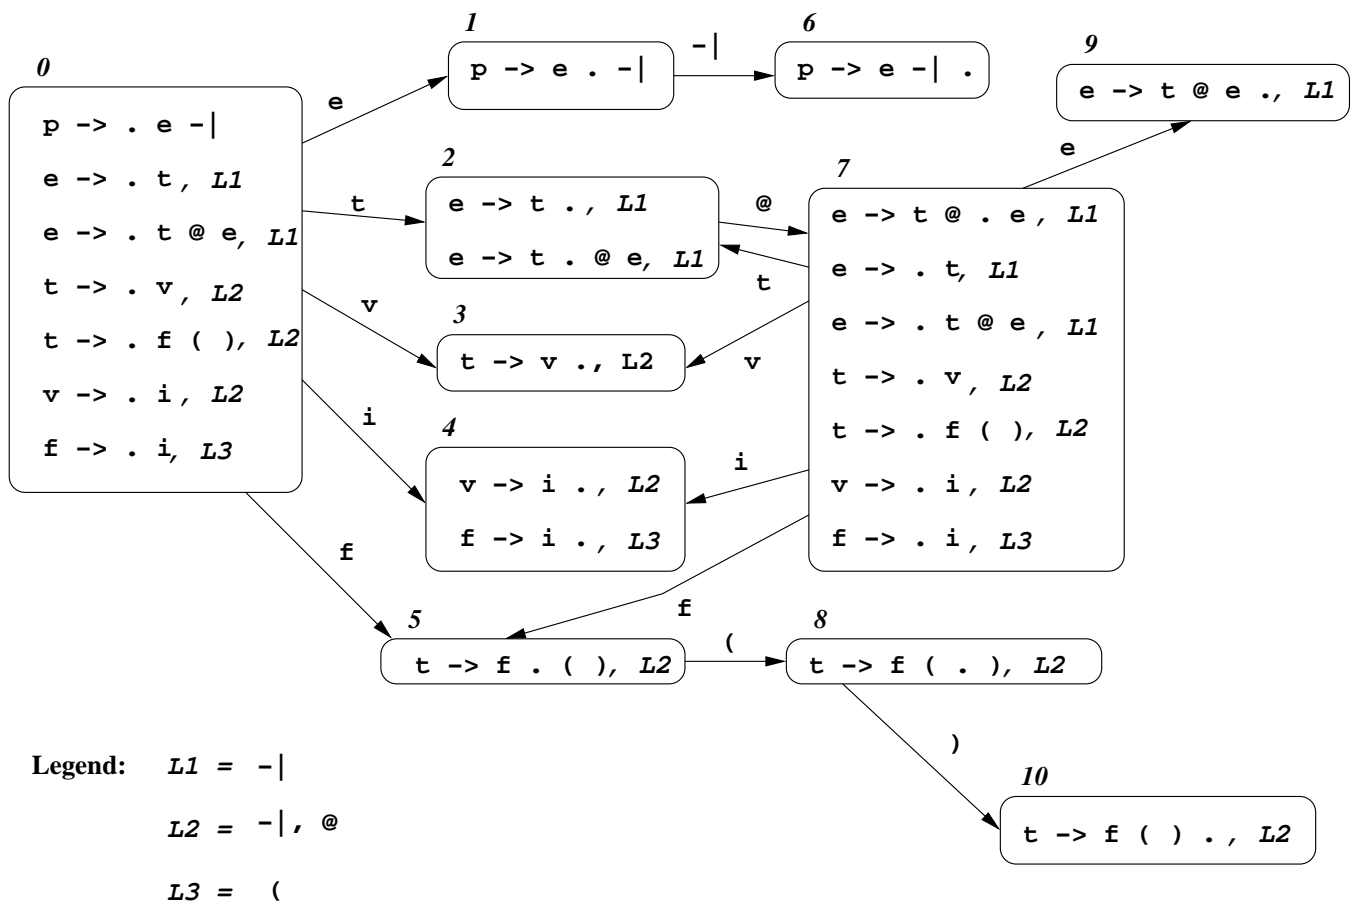 0
p -> . e -|
e -> . t, L1
e -> . t @ e, L1
t -> . v, L2
t -> . f ( ), L2
v -> . i, L2
f -> . i, L3
e
t
v
i
f
1
p -> e . -|
-|
6
p -> e -| .
2
e -> t ., L1
e -> t . @ e, L1
@
t
3
t -> v ., L2
v
4
v -> i ., L2
f -> i ., L3
i
f
5
t -> f . ( ), L2
(
7
e -> t @ . e, L1
e -> . t, L1
e -> . t @ e, L1
t -> . v, L2
t -> . f ( ), L2
v -> . i, L2
f -> . i, L3
e
9
e -> t @ e ., L1
8
t -> f ( . ), L2
)
10
t -> f ( ) ., L2
Legend: L1 = -|
L2 = -|, @
L3 = (